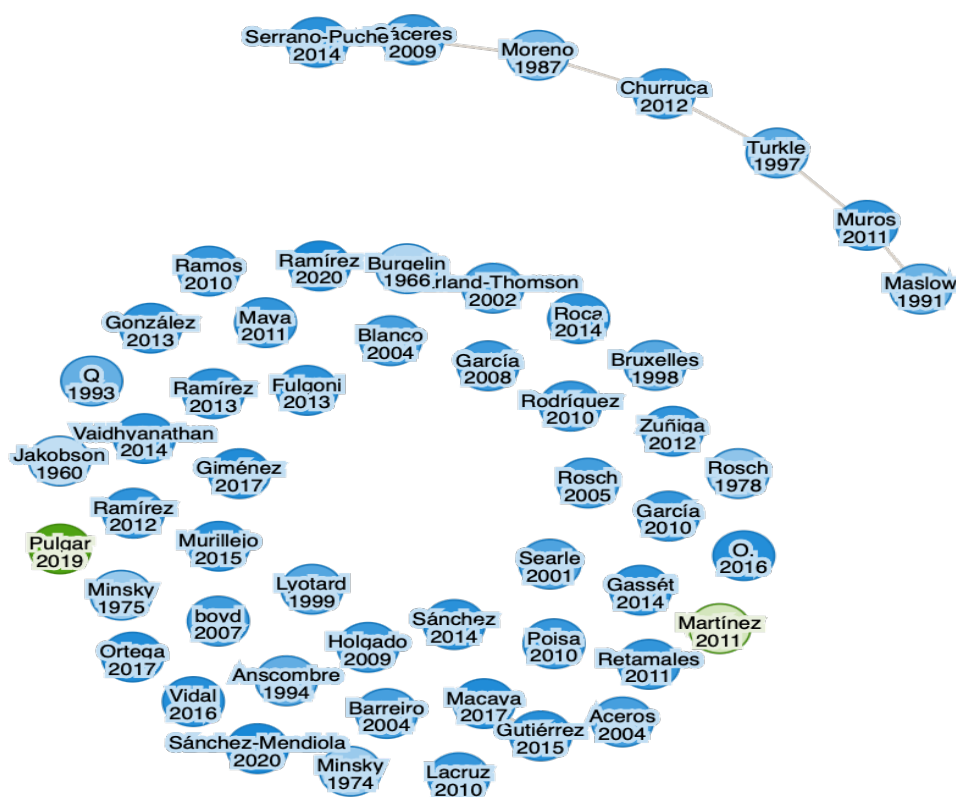 Serrano-Puche
2014
Cáceres
2009
Moreno
1987
Churruca
2012
Turkle
1997
Muros
2011
Maslow
1991
Ramos
2010
Ramírez
2020
Burgelin
1966
rland-Thomson
2002
Roca
2014
González
2013
Maya
2011
Blanco
2004
García
2008
Bruxelles
1998
Q
1993
Ramírez
2013
Fulgoni
2013
Rodríguez
2010
Zuñiga
2012
Vaidhyanathan
2014
Jakobson
1960
Giménez
2017
Rosch
2005
Rosch
1978
Ramírez
2012
García
2010
Pulgar
2019
Murillejo
2015
Searle
2001
O.
2016
Minsky
1975
Lyotard
1999
Gassét
2014
boyd
2007
Sánchez
2014
Martínez
2011
Ortega
2017
Holgado
2009
Poisa
2010
Retamales
2011
Anscombre
1994
Vidal
2016
Barreiro
2004
Macaya
2017
Gutiérrez
2015
Aceros
2004
Sánchez-Mendiola
2020
Minsky
1974
Lacruz
2010